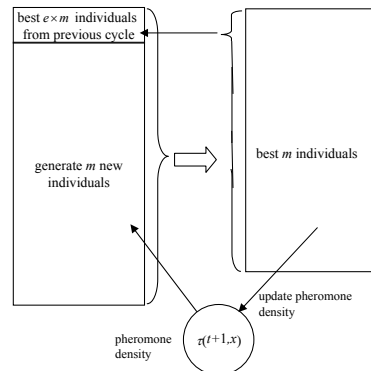 best e×m individuals
from previous cycle
generate m new
individuals
best m individuals
update pheromone
density
pheromone
density
τ(t+1,x)